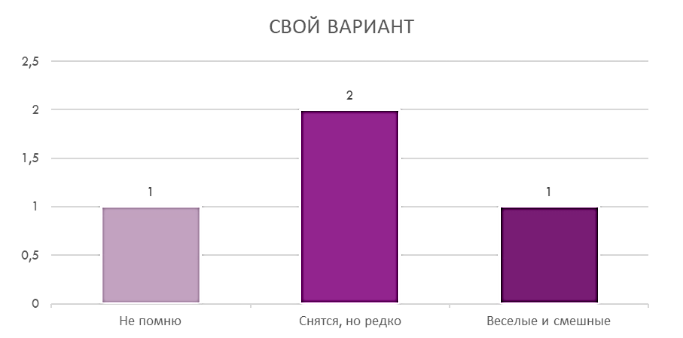 СВОЙ ВАРИАНТ
2,5
2
1,5
1
0,5
0
1
2
1
Не помню
Снятся, но редко
Веселые и смешные